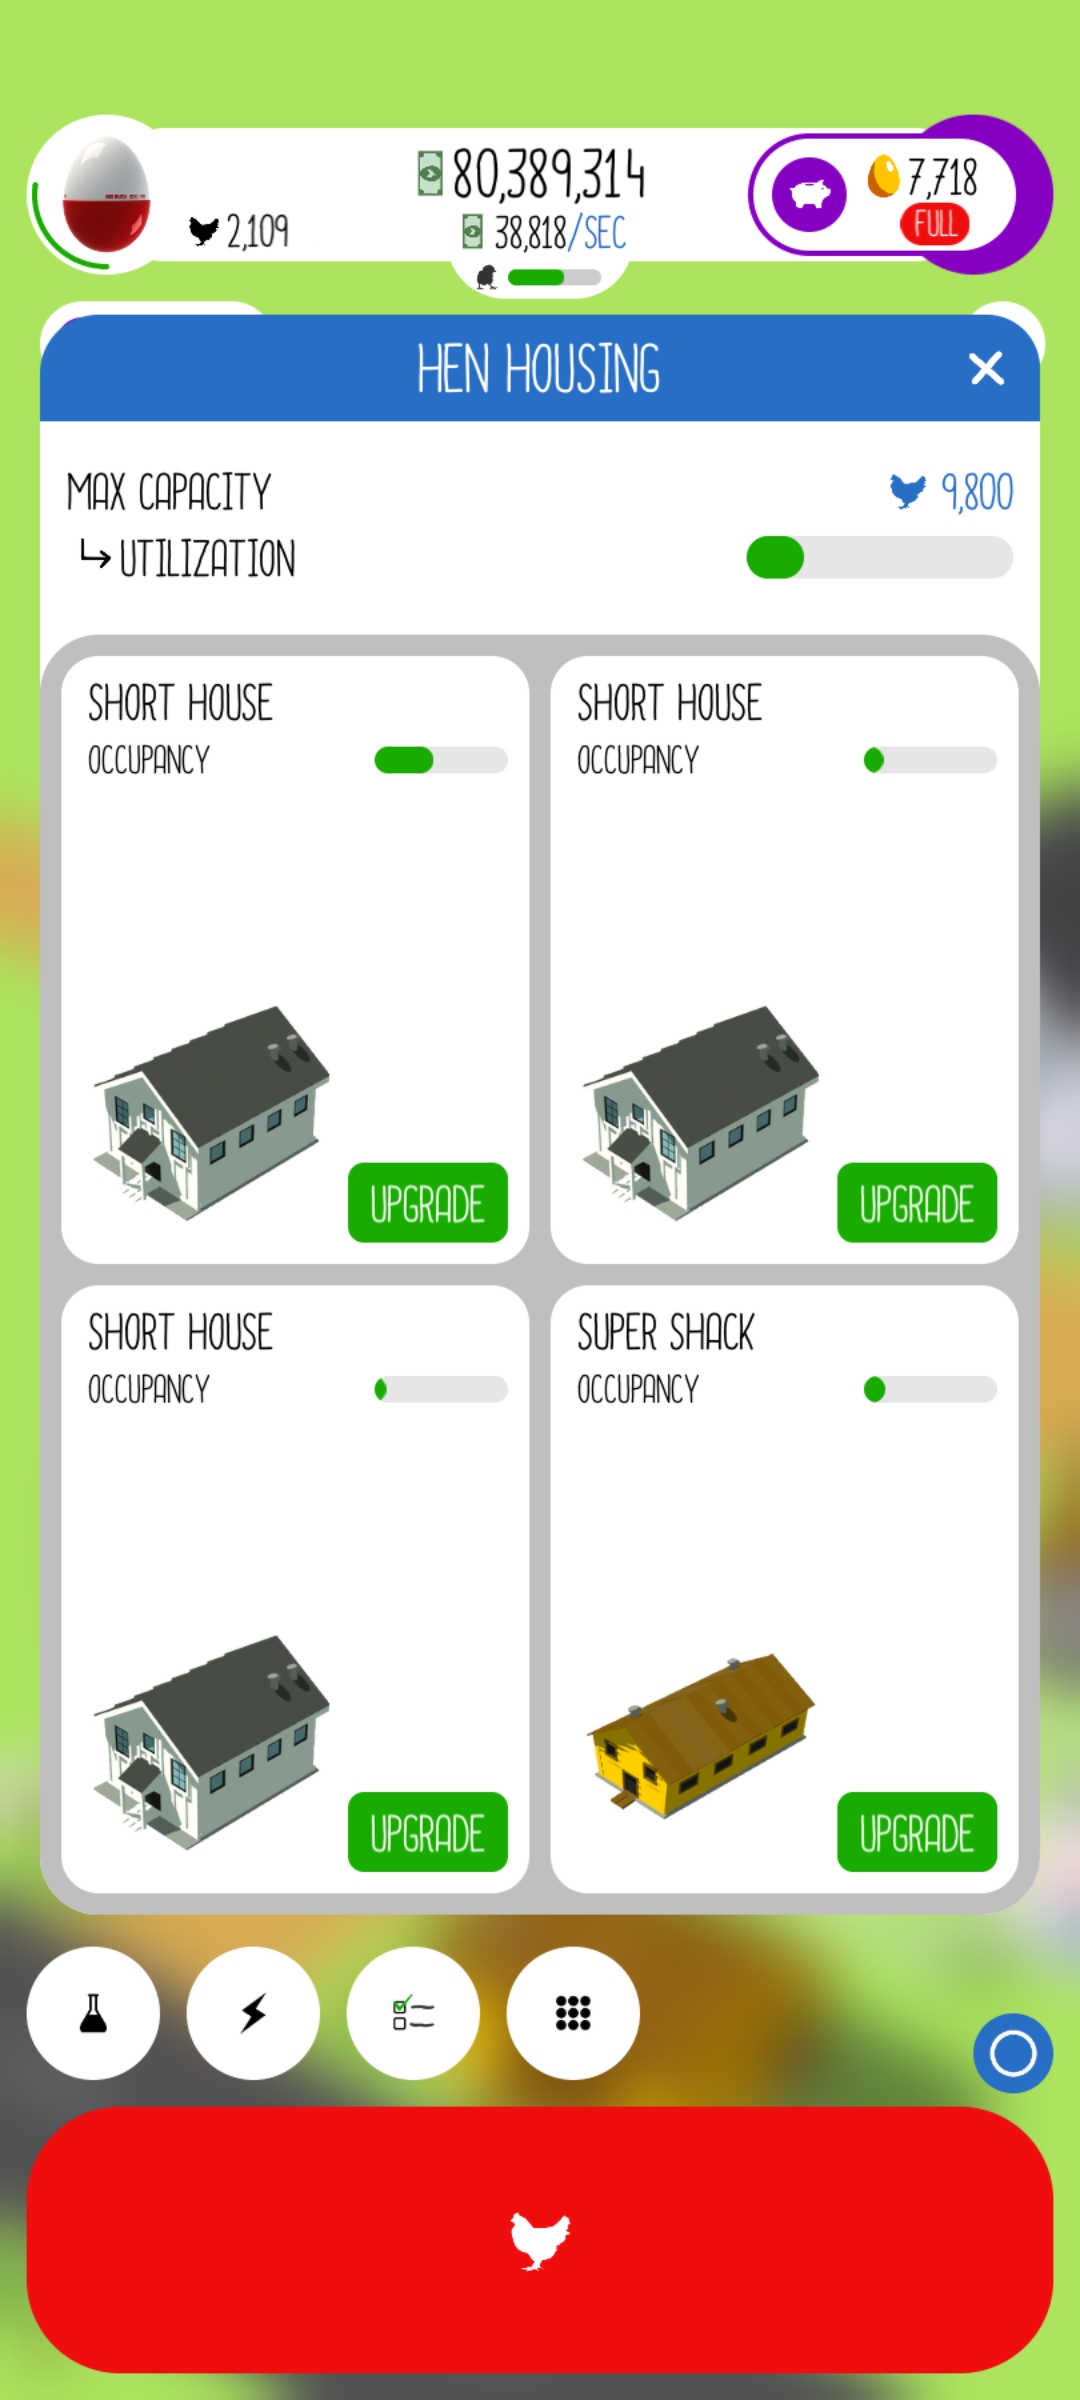 80,389,314
2,109
38,818/SEC
7,718
FULL
HEN HOUSING
MAX CAPACITY
9,800
UTILIZATION
SHORT HOUSE
OCCUPANCY
UPGRADE
SHORT HOUSE
OCCUPANCY
UPGRADE
SHORT HOUSE
OCCUPANCY
UPGRADE
SUPER SHACK
OCCUPANCY
UPGRADE